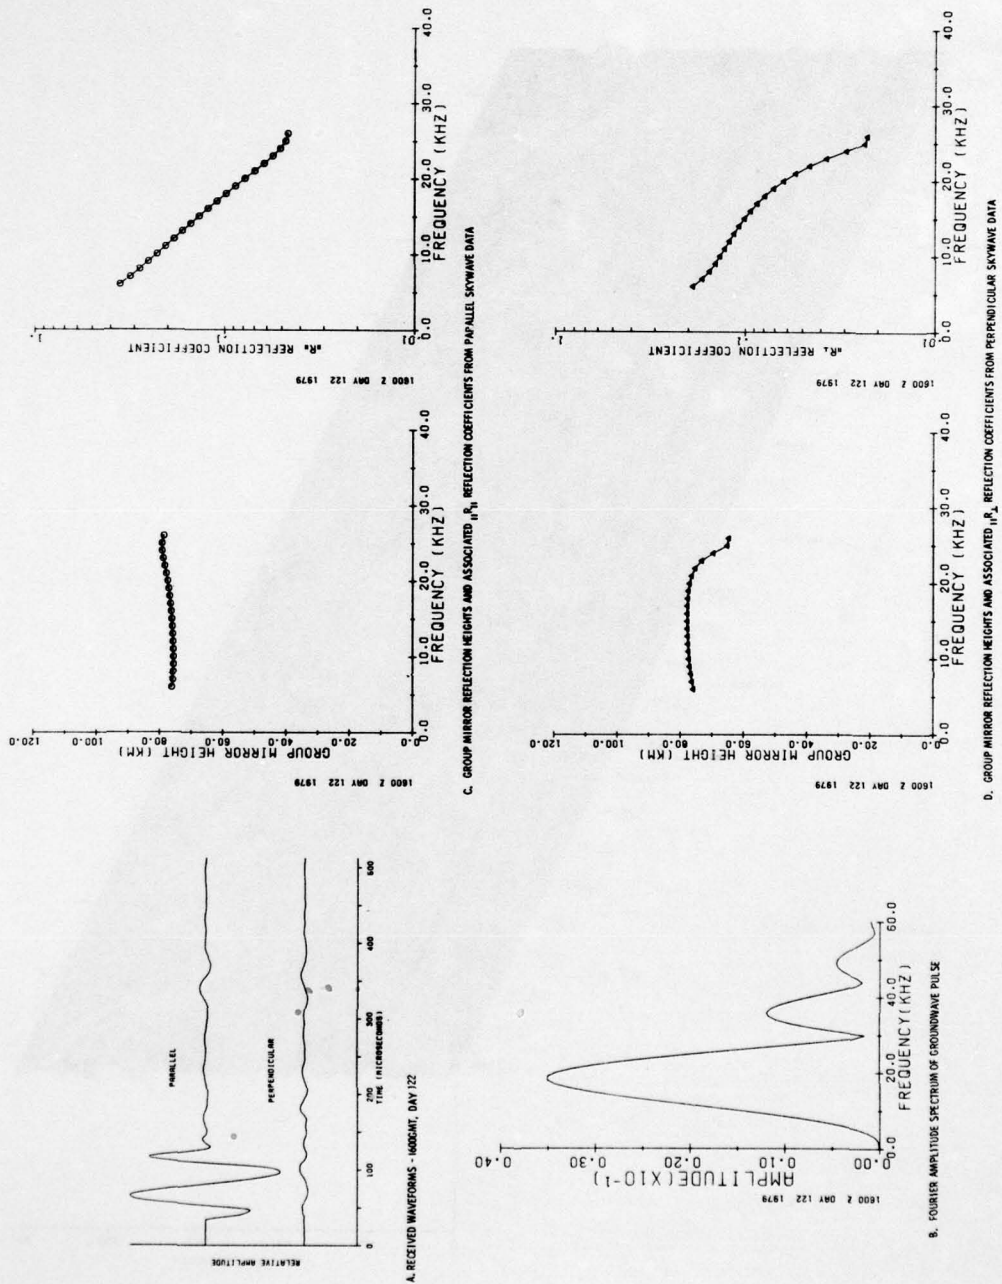 RELATIVE AMPLITUDE
PARALLEL
PERPENDICULAR
0 100 200 300 400 500
TIME (MICROSECONDS)
A. RECEIVED WAVEFORMS - 1600GMT, DAY 122
1600 Z DAY 122 1979
AMPLITUDE(X10-1)
0.40
0.30
0.20
0.10
0.00
0.0 20.0 40.0 60.0
FREQUENCY(KHZ)
B. FOURIER AMPLITUDE SPECTRUM OF GROUNDWAVE PULSE
1600 Z DAY 122 1979
GROUP MIRROR HEIGHT (KM)
120.0
100.0
80.0
60.0
40.0
20.0
0.0
0.0 10.0 20.0 30.0 40.0
FREQUENCY (KHZ)
1600 Z DAY 122 1979
"R" REFLECTION COEFFICIENT
1.
.1
.01
0.0 10.0 20.0 30.0 40.0
FREQUENCY (KHZ)
C. GROUP MIRROR REFLECTION HEIGHTS AND ASSOCIATED "R" REFLECTION COEFFICIENTS FROM PAPALLEL SKYWAVE DATA
1600 Z DAY 122 1979
GROUP MIRROR HEIGHT (KM)
120.0
100.0
80.0
60.0
40.0
20.0
0.0
0.0 10.0 20.0 30.0 40.0
FREQUENCY (KHZ)
1600 Z DAY 122 1979
"R⊥ REFLECTION COEFFICIENT
1.
.1
.01
0.0 10.0 20.0 30.0 40.0
FREQUENCY (KHZ)
D. GROUP MIRROR REFLECTION HEIGHTS AND ASSOCIATED "R⊥ REFLECTION COEFFICIENTS FROM PERPENDICULAR SKYWAVE DATA